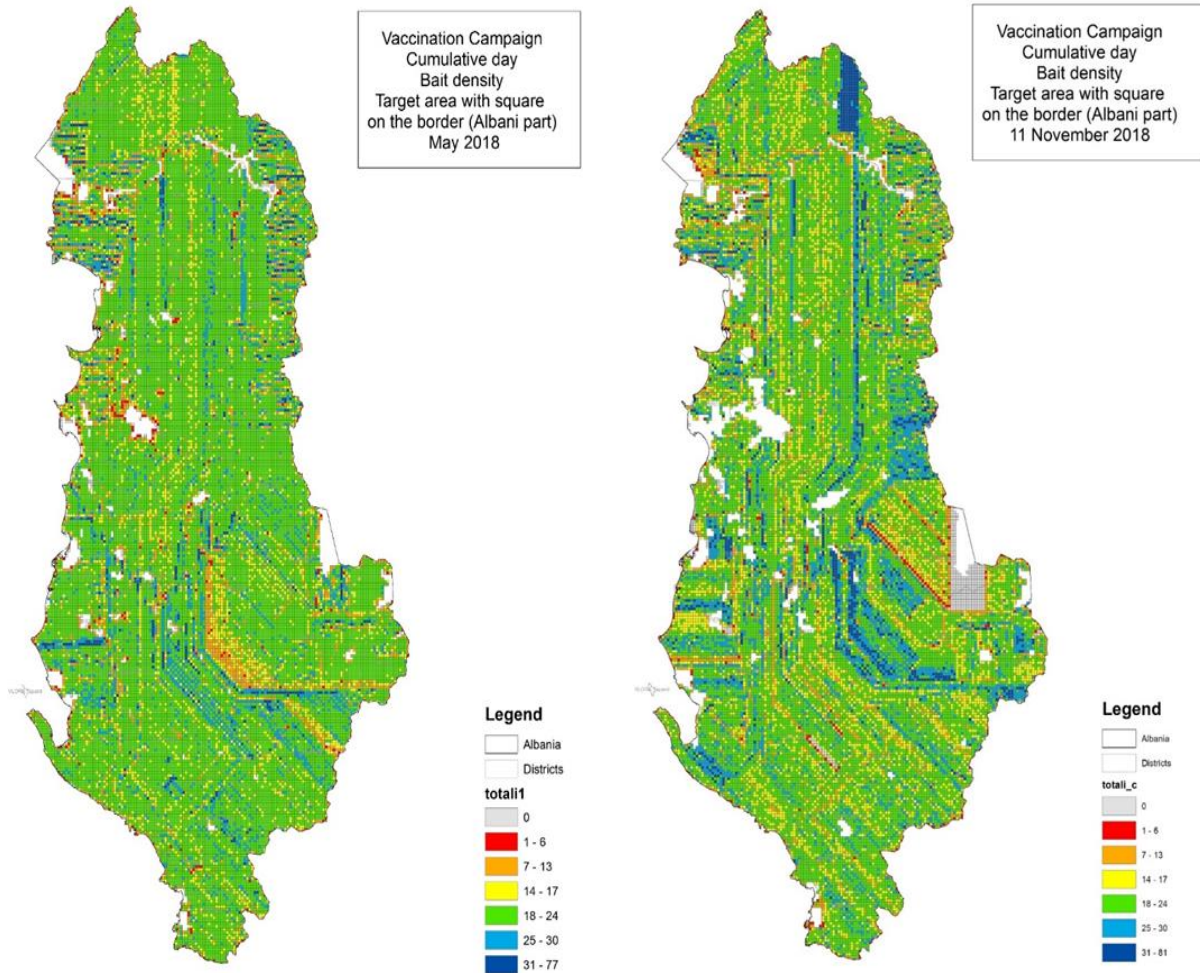 Vaccination Campaign
Cumulative day
Bait density
Target area with square
on the border (Albani part)
May 2018
Legend
Albania
Districts
totali1
0
1 - 6
7 - 13
14 - 17
18 - 24
25 - 30
31 - 77
Vaccination Campaign
Cumulative day
Bait density
Target area with square
on the border (Albani part)
11 November 2018
Legend
Albania
Districts
totali_c
0
1 - 6
7 - 13
14 - 17
18 - 24
25 - 30
31 - 81